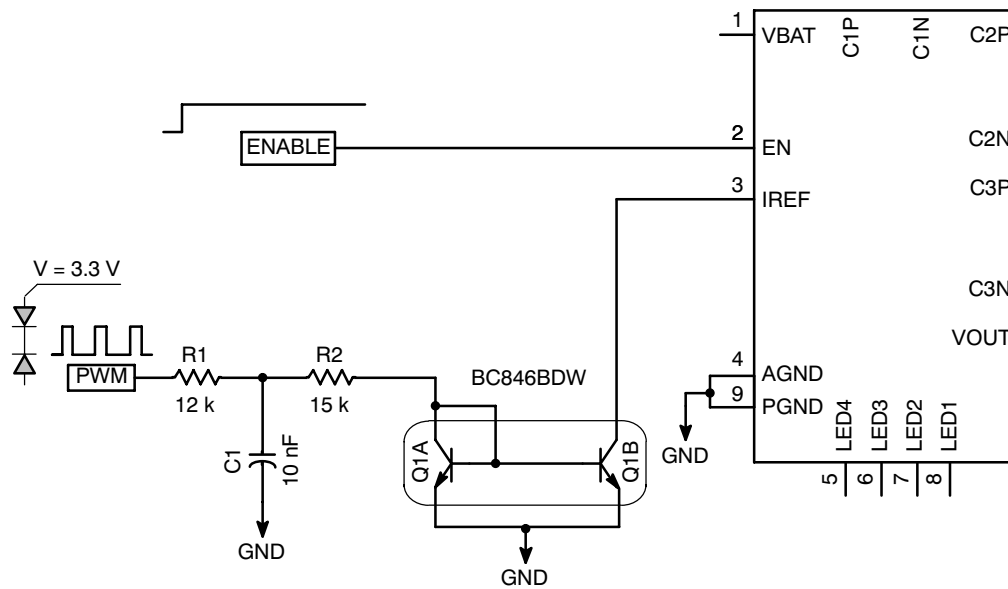 1
VBAT
C1P
C1N
C2P
ENABLE
2
EN
C2N
3
IREF
C3P
V = 3.3 V
C3N
VOUT
PWM
R1
12 k
R2
15 k
BC846BDW
4
AGND
9
PGND
GND
C1
10 nF
Q1A
Q1B
LED4
LED3
LED2
LED1
5
6
7
8
GND
GND